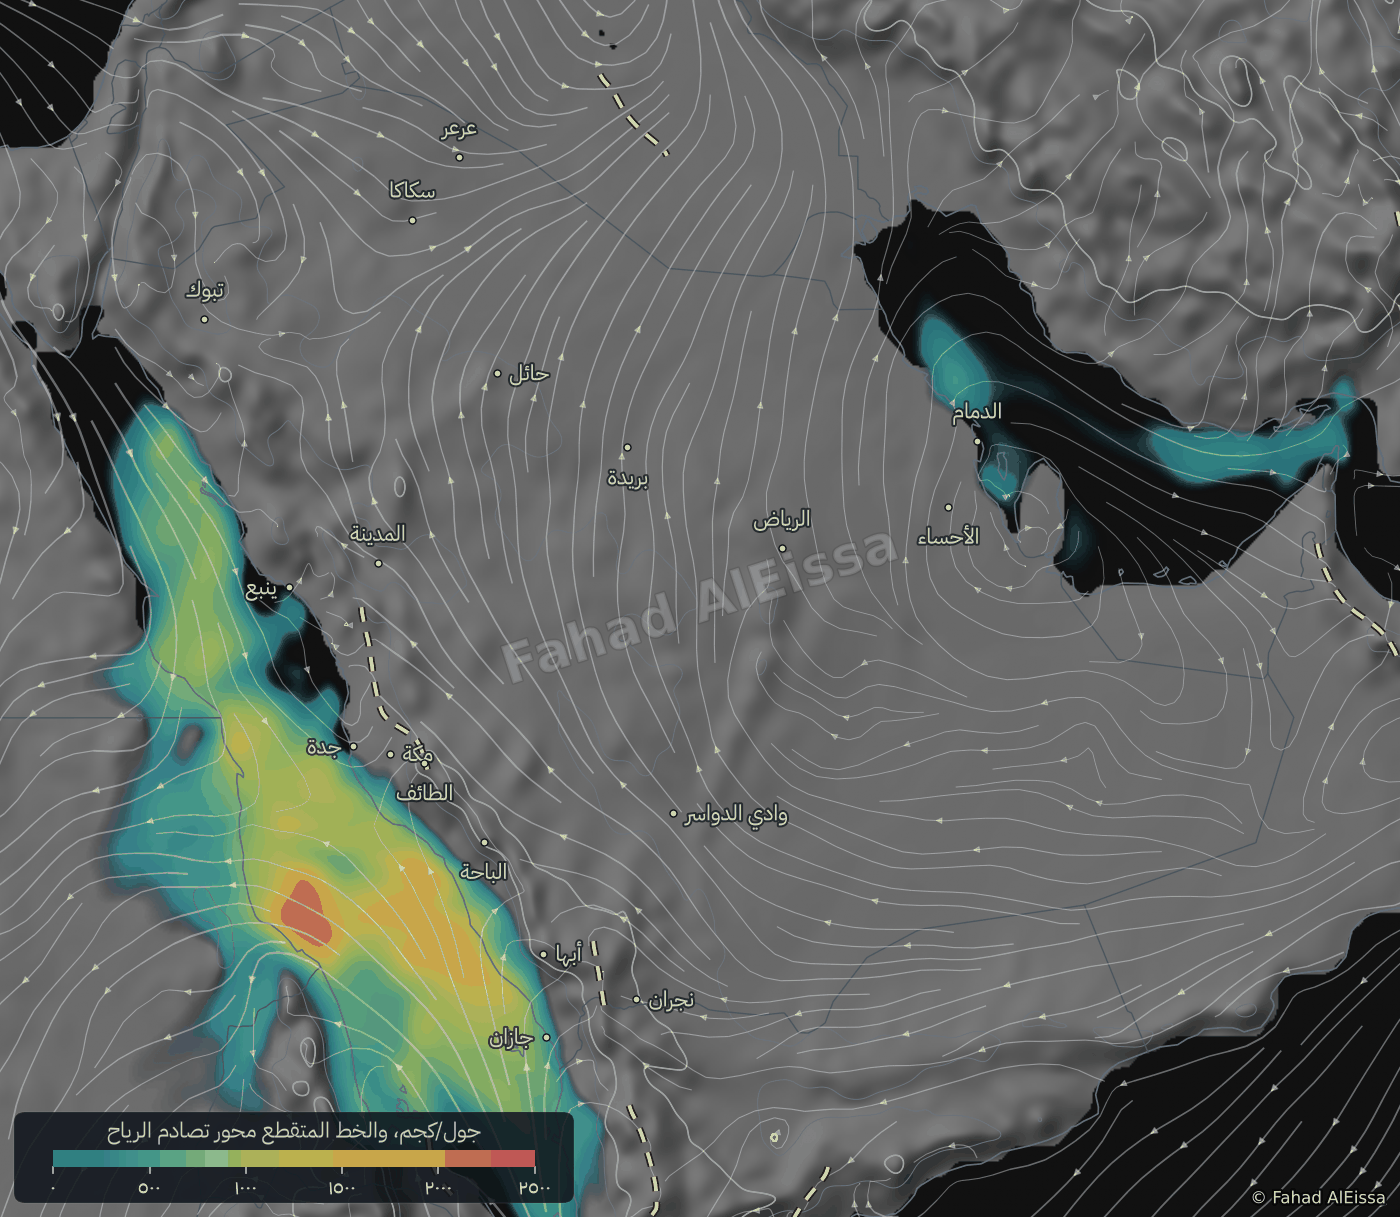 عرعر
سكاكا
تبوك
حائل
الدمام
بريدة
الرياض
الأحساء
المدينة
Fahad AlEissa
ينبع
جدة
مكة
الطائف
وادي الدواسر
الباحة
أبها
نجران
جازان
جول/كجم، والخط المتقطع محور تصادم الرياح
٠ ٥٠٠ ١٠٠٠ ١٥٠٠ ٢٠٠٠ ٢٥٠٠
© Fahad AlEissa